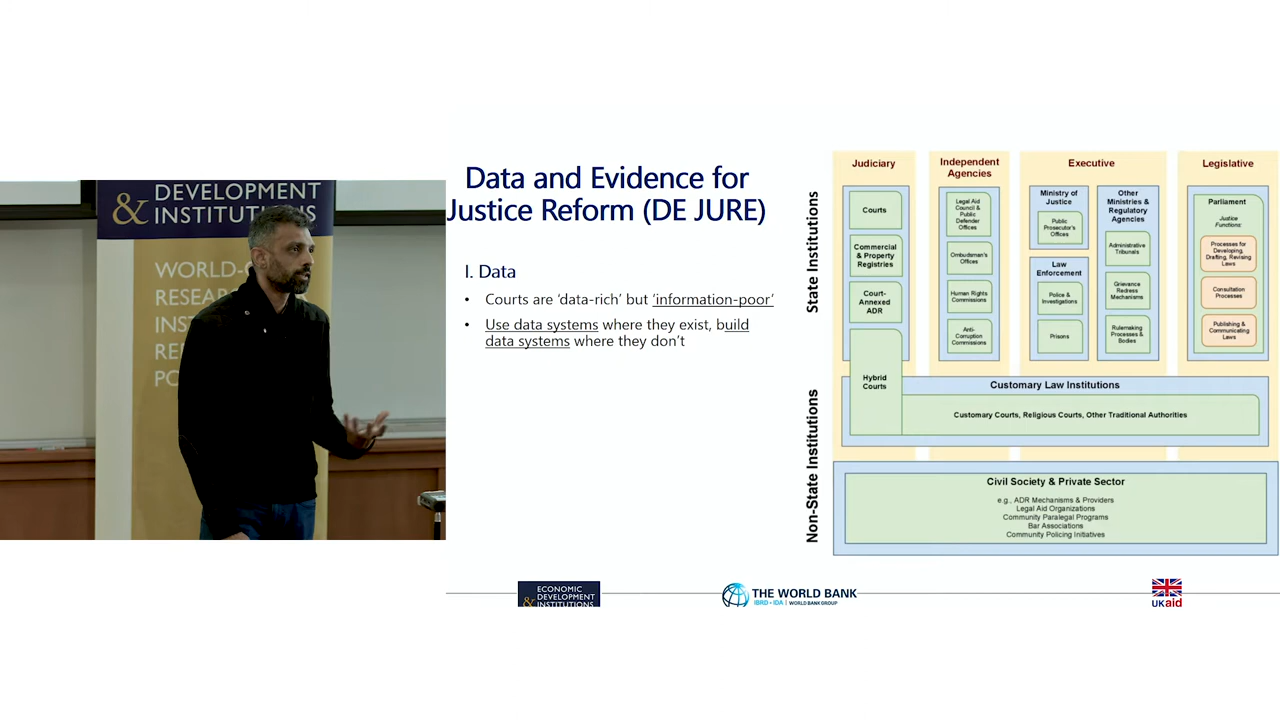 & DEVELOPMENT
INSTITUTIONS
WORLD-
RESEAR
INS
RE
PO
Data and Evidence for
Justice Reform (DE JURE)
I. Data
• Courts are ‘data-rich’ but ‘information-poor’
• Use data systems where they exist, build
data systems where they don’t
State Institutions
Non-State Institutions
Judiciary
Courts
Commercial
& Property
Registries
Court-
Annexed
ADR
Hybrid
Courts
Independent
Agencies
Legal Aid
Council &
Public
Defender
Offices
Ombudsman's
Offices
Human Rights
Commissions
Anti-
Corruption
Commissions
Executive
Ministry of
Justice
Public
Prosecutor's
Offices
Law
Enforcement
Police &
Investigations
Prisons
Other
Ministries &
Regulatory
Agencies
Administrative
Tribunals
Grievance
Redress
Mechanisms
Rulemaking
Processes &
Bodies
Legislative
Parliament
Justice
Functions:
Processes for
Developing,
Drafting, Revising
Laws
Consultation
Processes
Publishing &
Communicating
Laws
Customary Law Institutions
Customary Courts, Religious Courts, Other Traditional Authorities
Civil Society & Private Sector
e.g., ADR Mechanisms & Providers
Legal Aid Organizations
Community Paralegal Programs
Bar Associations
Community Policing Initiatives
ECONOMIC
DEVELOPMENT
& INSTITUTIONS
THE WORLD BANK
IBRD • IDA | WORLD BANK GROUP
UKaid